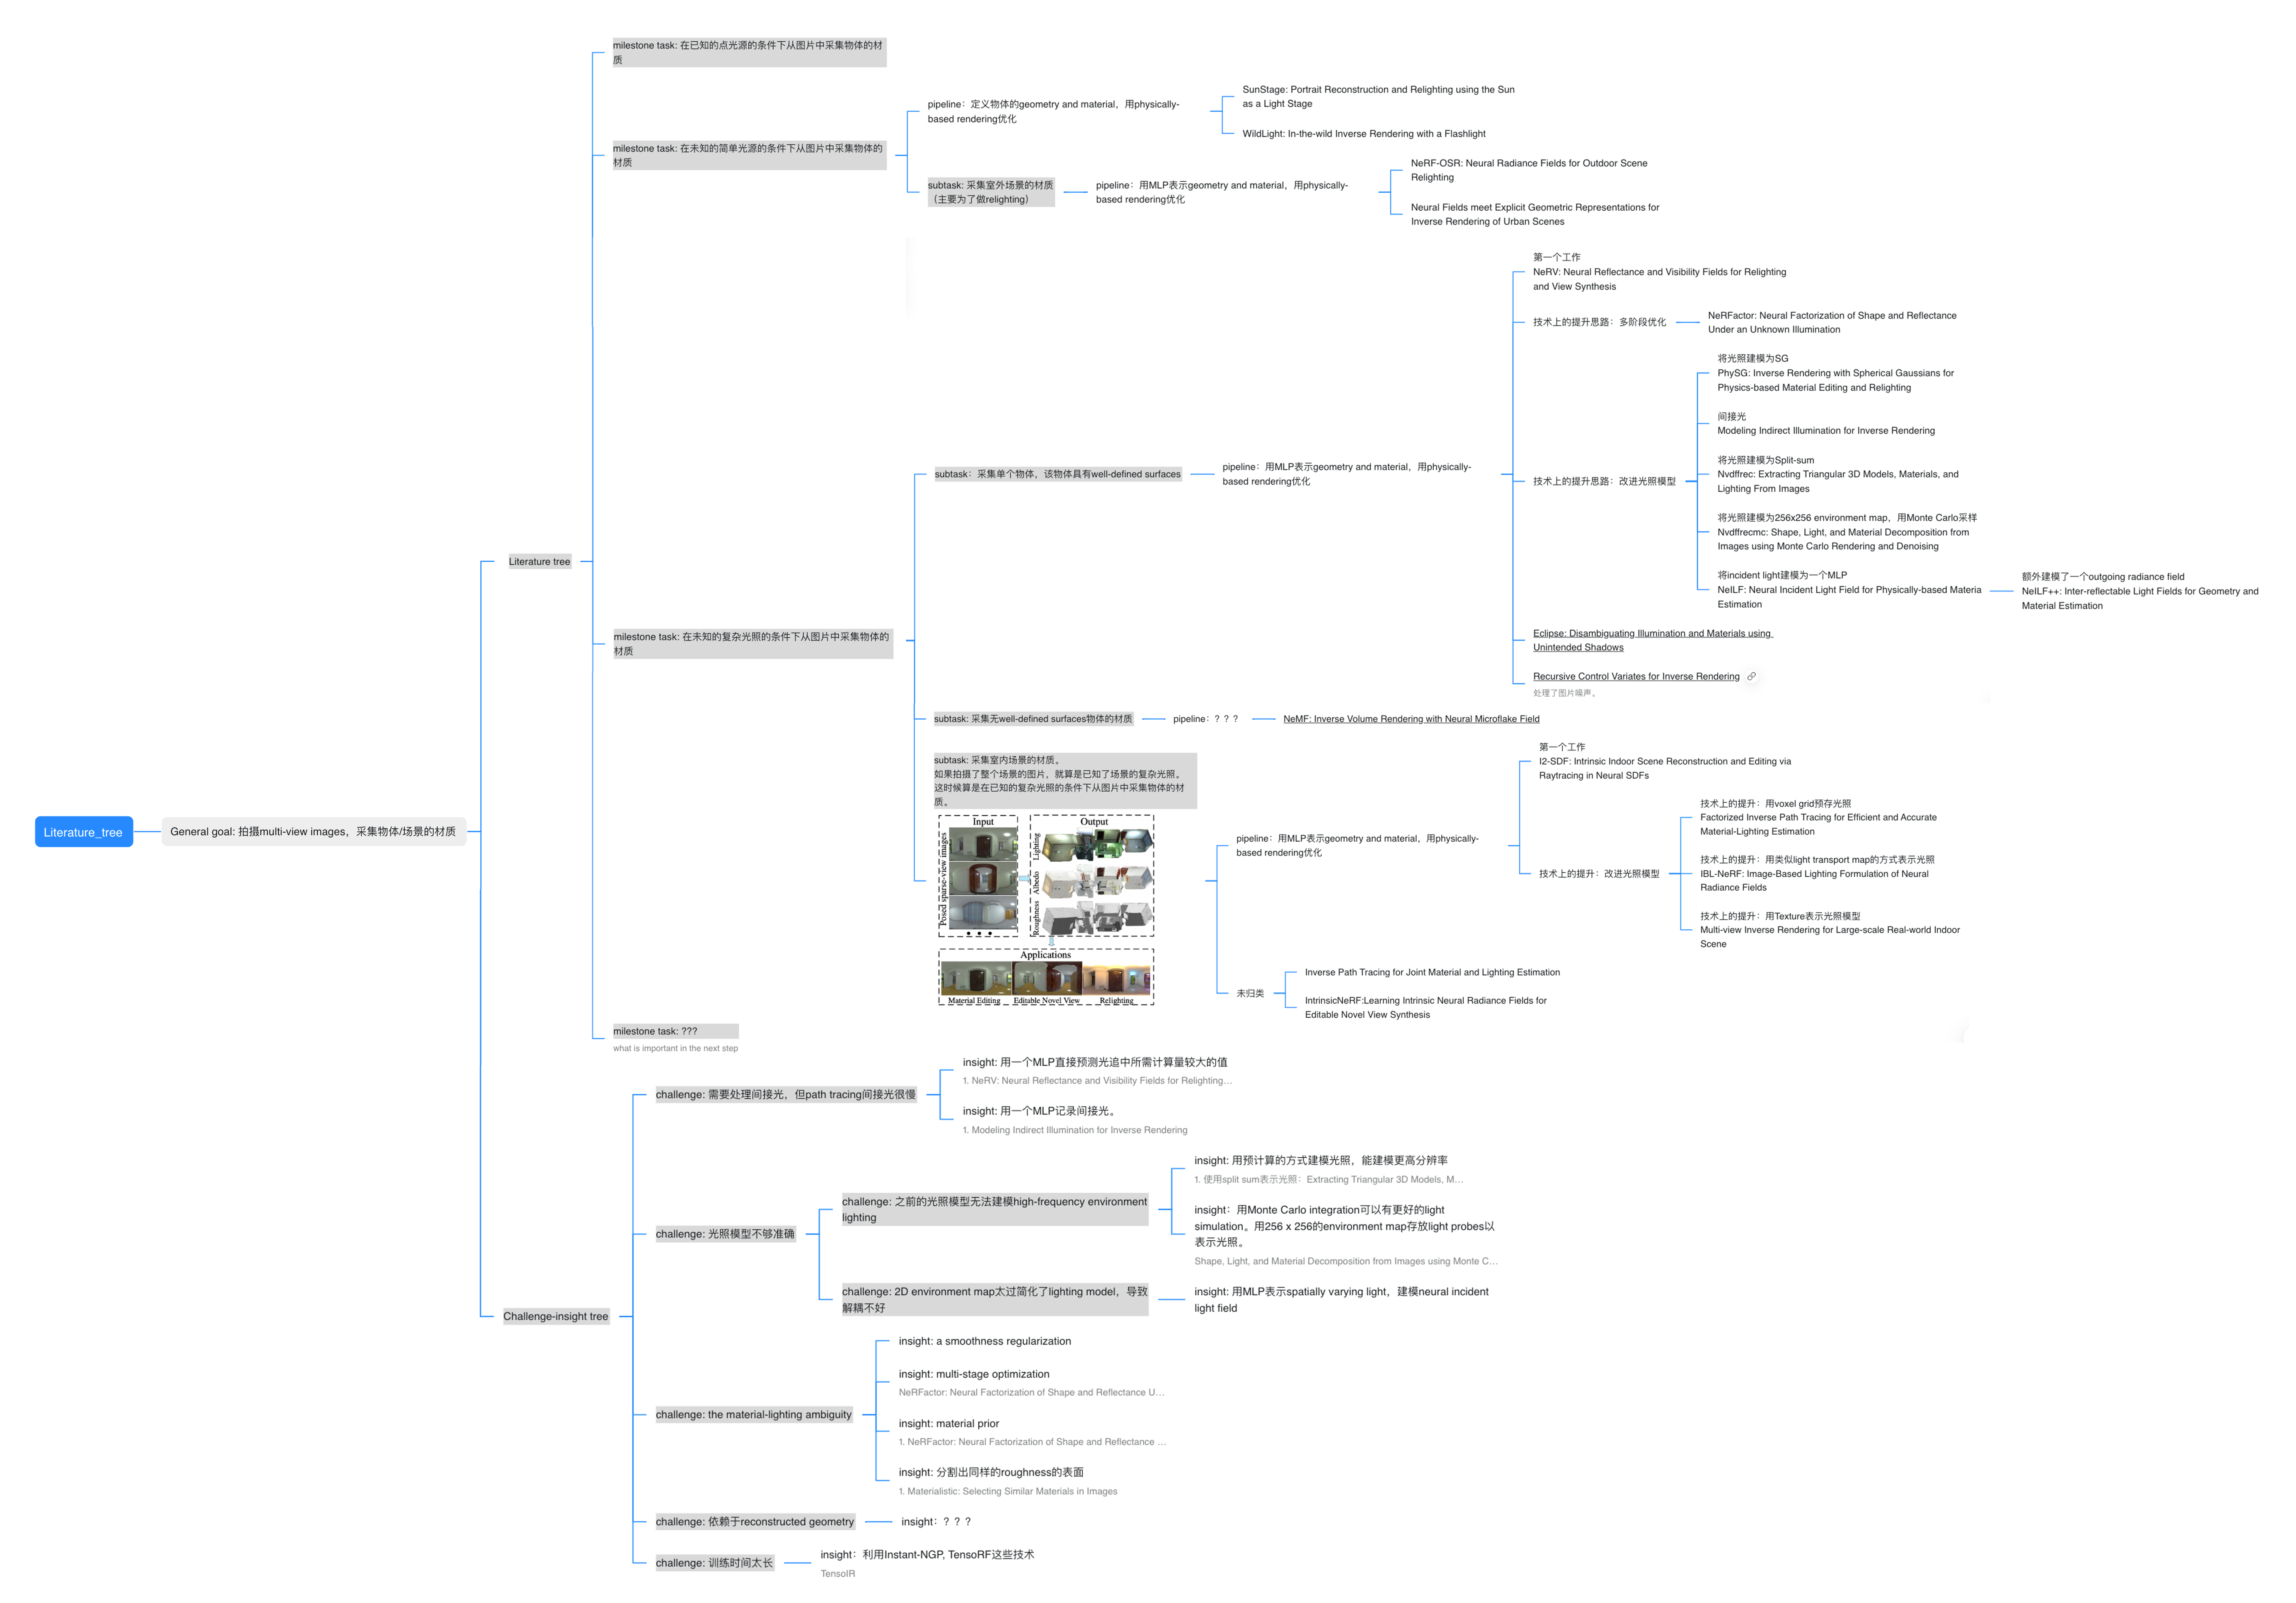 Literature_tree
General goal: 拍摄multi-view images，采集物体/场景的材质
Literature tree
milestone task: 在已知的点光源的条件下从图片中采集物体的材
质
milestone task: 在未知的简单光源的条件下从图片中采集物体的
材质
pipeline：定义物体的geometry and material，用physically-
based rendering优化
SunStage: Portrait Reconstruction and Relighting using the Sun
as a Light Stage
WildLight: In-the-wild Inverse Rendering with a Flashlight
subtask: 采集室外场景的材质
（主要为了做relighting）
pipeline：用MLP表示geometry and material，用physically-
based rendering优化
NeRF-OSR: Neural Radiance Fields for Outdoor Scene
Relighting
Neural Fields meet Explicit Geometric Representations for
Inverse Rendering of Urban Scenes
milestone task: 在未知的复杂光照的条件下从图片中采集物体的
材质
subtask：采集单个物体，该物体具有well-defined surfaces
pipeline：用MLP表示geometry and material，用physically-
based rendering优化
第一个工作
NeRV: Neural Reflectance and Visibility Fields for Relighting
and View Synthesis
技术上的提升思路：多阶段优化
NeRFactor: Neural Factorization of Shape and Reflectance
Under an Unknown Illumination
技术上的提升思路：改进光照模型
将光照建模为SG
PhySG: Inverse Rendering with Spherical Gaussians for
Physics-based Material Editing and Relighting
间接光
Modeling Indirect Illumination for Inverse Rendering
将光照建模为Split-sum
Nvdffrec: Extracting Triangular 3D Models, Materials, and
Lighting From Images
将光照建模为256x256 environment map，用Monte Carlo采样
Nvdffrecmc: Shape, Light, and Material Decomposition from
Images using Monte Carlo Rendering and Denoising
将incident light建模为一个MLP
NeILF: Neural Incident Light Field for Physically-based Materia
Estimation
额外建模了一个outgoing radiance field
NeILF++: Inter-reflectable Light Fields for Geometry and
Material Estimation
Eclipse: Disambiguating Illumination and Materials using
Unintended Shadows
Recursive Control Variates for Inverse Rendering
处理了图片噪声。
subtask: 采集无well-defined surfaces物体的材质
pipeline：？？？
NeMF: Inverse Volume Rendering with Neural Microflake Field
subtask: 采集室内场景的材质。
如果拍摄了整个场景的图片，就算是已知了场景的复杂光照。
这时候算是在已知的复杂光照的条件下从图片中采集物体的材
质。
Input
Output
Posed sparse-view images
Lighting
Albedo
Roughness
Applications
Material Editing
Editable Novel View
Relighting
pipeline：用MLP表示geometry and material，用physically-
based rendering优化
第一个工作
I2-SDF: Intrinsic Indoor Scene Reconstruction and Editing via
Raytracing in Neural SDFs
技术上的提升：改进光照模型
技术上的提升：用voxel grid预存光照
Factorized Inverse Path Tracing for Efficient and Accurate
Material-Lighting Estimation
技术上的提升：用类似light transport map的方式表示光照
IBL-NeRF: Image-Based Lighting Formulation of Neural
Radiance Fields
技术上的提升：用Texture表示光照模型
Multi-view Inverse Rendering for Large-scale Real-world Indoor
Scene
未归类
Inverse Path Tracing for Joint Material and Lighting Estimation
IntrinsicNeRF:Learning Intrinsic Neural Radiance Fields for
Editable Novel View Synthesis
milestone task: ???
what is important in the next step
Challenge-insight tree
challenge: 需要处理间接光，但path tracing间接光很慢
insight: 用一个MLP直接预测光追中所需计算量较大的值
1. NeRV: Neural Reflectance and Visibility Fields for Relighting…
insight: 用一个MLP记录间接光。
1. Modeling Indirect Illumination for Inverse Rendering
challenge: 光照模型不够准确
challenge: 之前的光照模型无法建模high-frequency environment
lighting
insight: 用预计算的方式建模光照，能建模更高分辨率
1. 使用split sum表示光照：Extracting Triangular 3D Models, M…
insight：用Monte Carlo integration可以有更好的light
simulation。用256 x 256的environment map存放light probes以
表示光照。
Shape, Light, and Material Decomposition from Images using Monte C…
challenge: 2D environment map太过简化了lighting model，导致
解耦不好
insight: 用MLP表示spatially varying light，建模neural incident
light field
challenge: the material-lighting ambiguity
insight: a smoothness regularization
insight: multi-stage optimization
NeRFactor: Neural Factorization of Shape and Reflectance U…
insight: material prior
1. NeRFactor: Neural Factorization of Shape and Reflectance …
insight: 分割出同样的roughness的表面
1. Materialistic: Selecting Similar Materials in Images
challenge: 依赖于reconstructed geometry
insight：？？？
challenge: 训练时间太长
insight：利用Instant-NGP, TensoRF这些技术
TensoIR